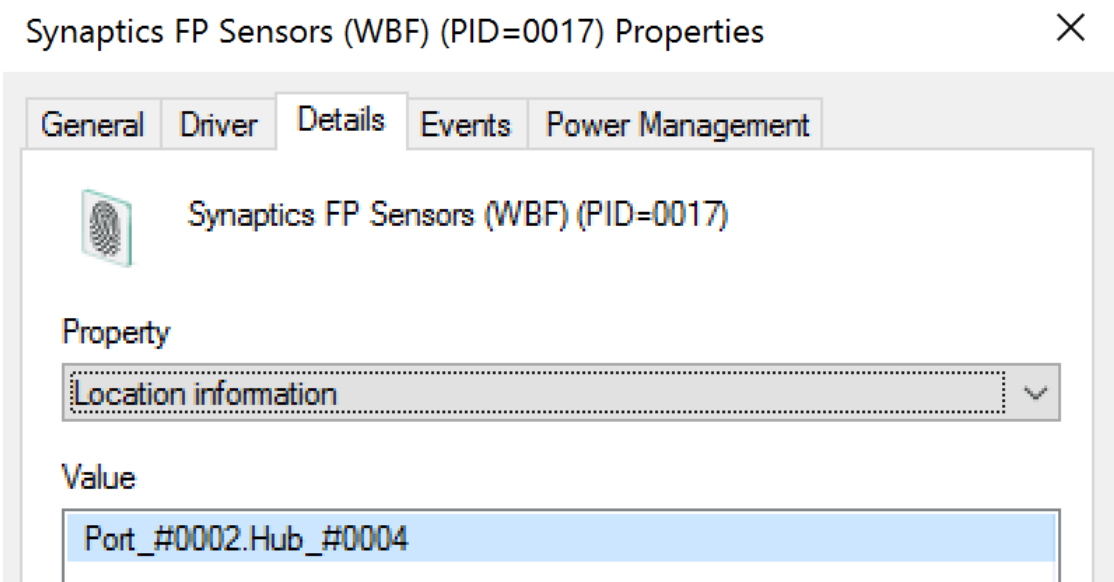 Synaptics FP Sensors (WBF) (PID=0017) Properties
General Driver Details Events Power Management
Synaptics FP Sensors (WBF) (PID=0017)
Property
Location information
Value
Port_#0002.Hub_#0004